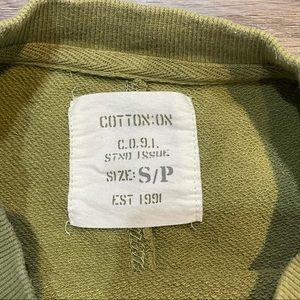 COTTON:ON
C.O.9.1.
STND ISSUE
SIZE: S/P
EST 1991